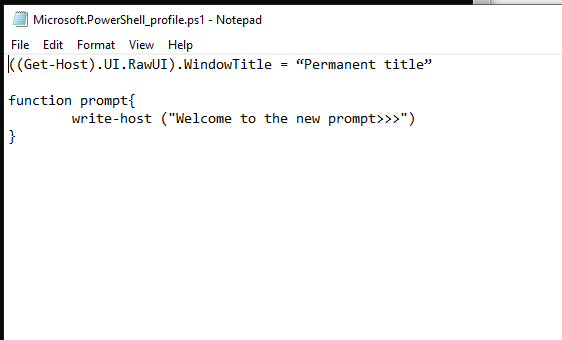 Microsoft.PowerShell_profile.ps1 - Notepad
File Edit Format View Help
((Get-Host).UI.RawUI).WindowTitle = “Permanent title”
function prompt{
write-host ("Welcome to the new prompt>>>")
}